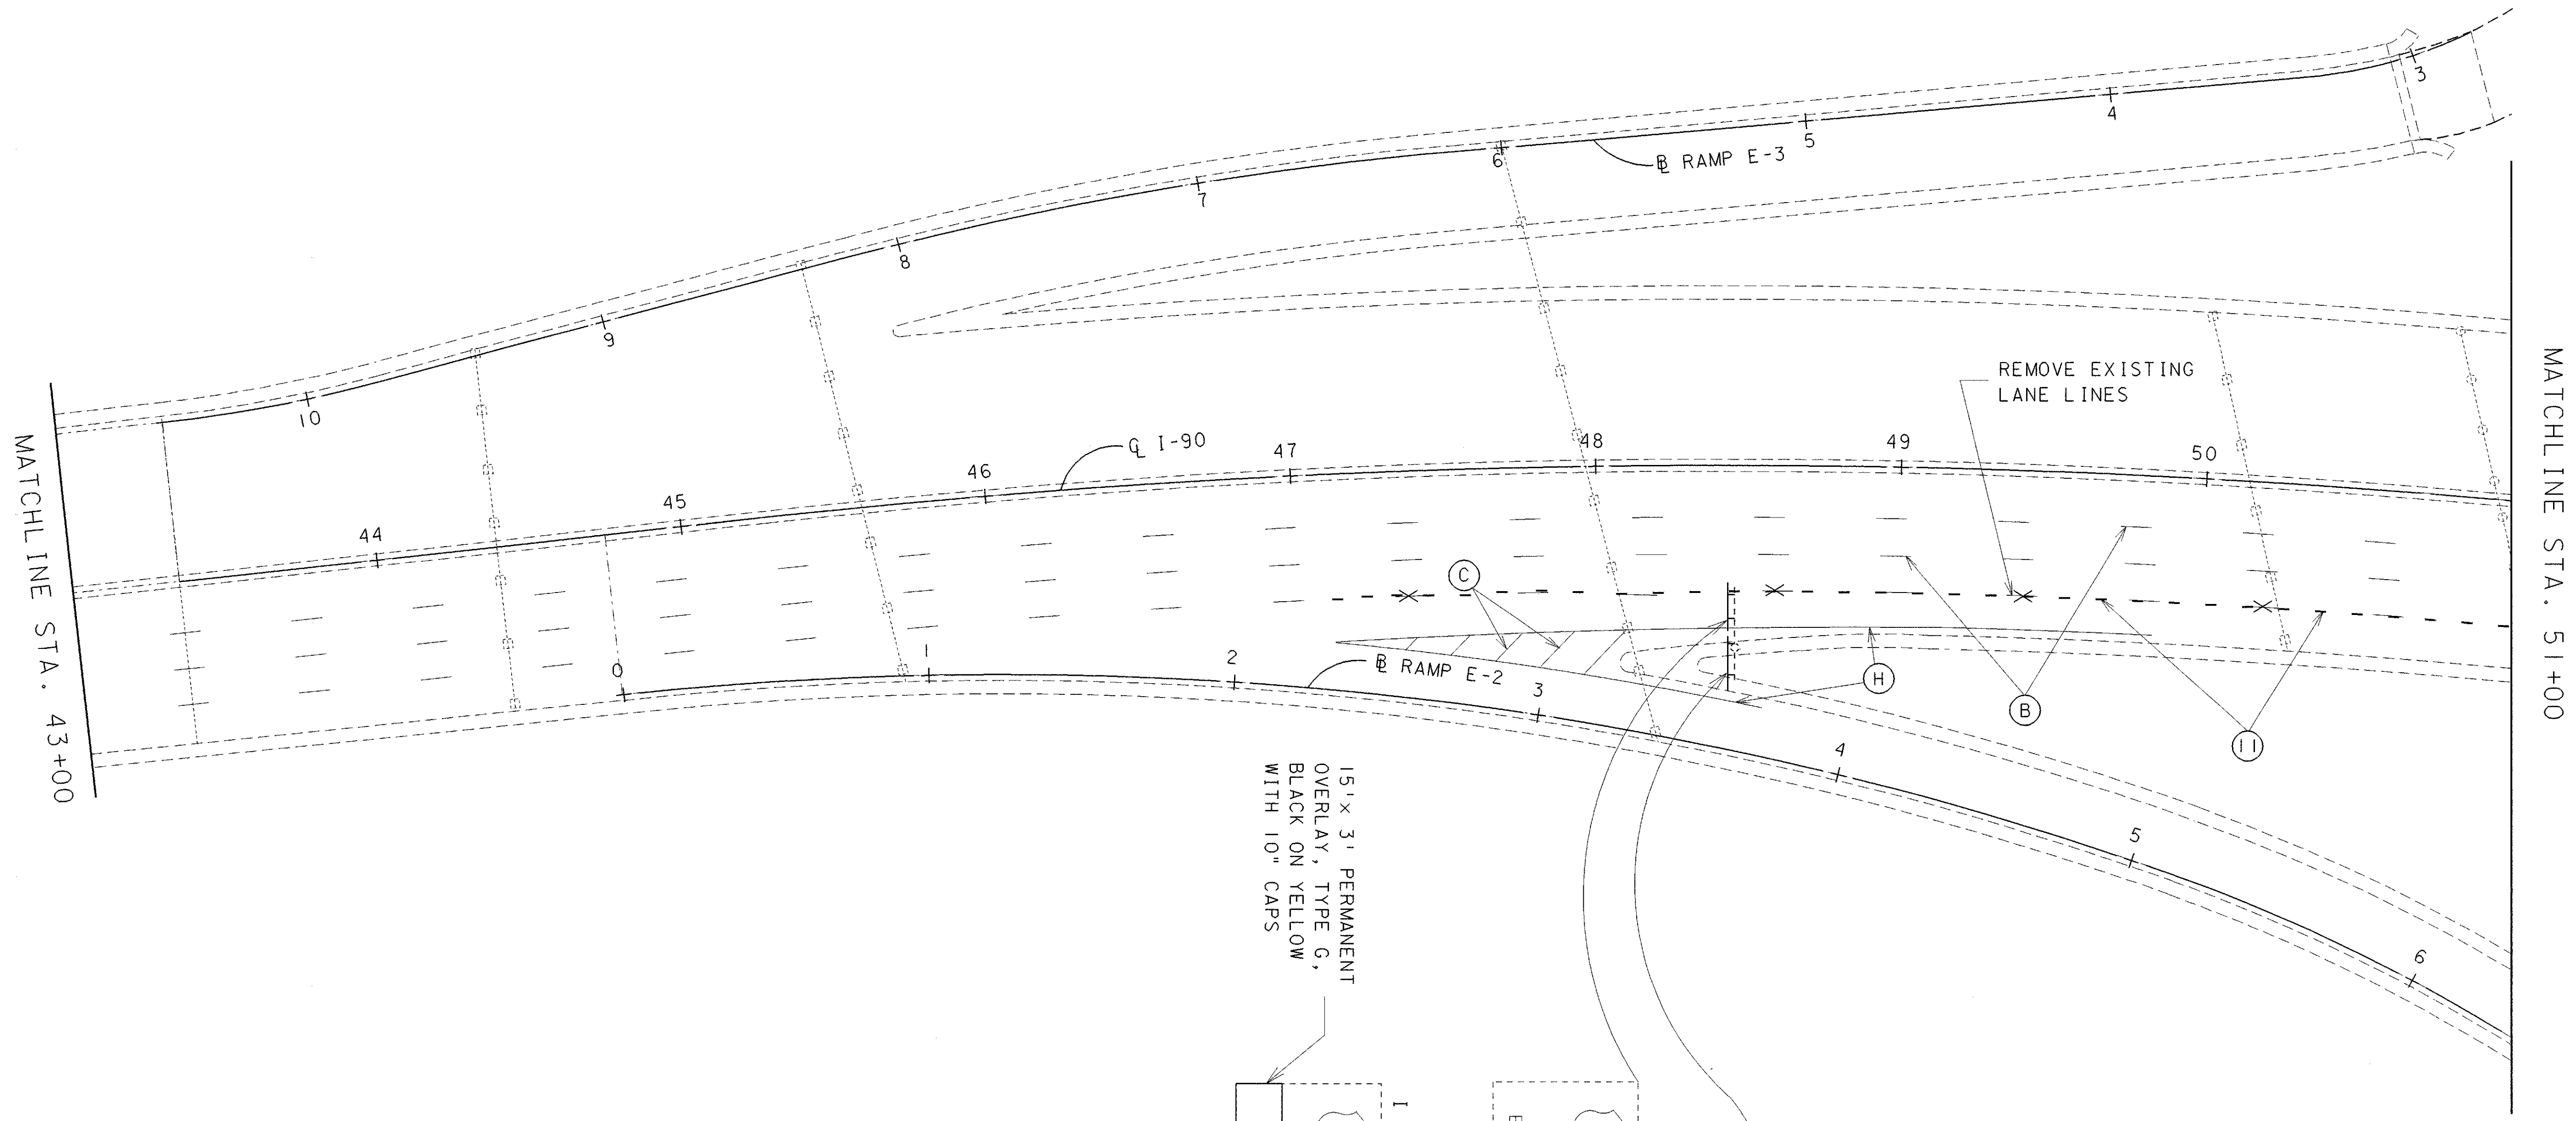 3
4
5
6
℄ RAMP E-3
7
8
9
10
REMOVE EXISTING
LANE LINES
℄ I-90
44
45
46
47
48
49
50
C
0
1
2
3
4
5
6
℄ RAMP E-2
H
B
11
MATCHLINE STA. 43+00
MATCHLINE STA. 51+00
15' x 3' PERMANENT
OVERLAY, TYPE G,
BLACK ON YELLOW
WITH 10" CAPS